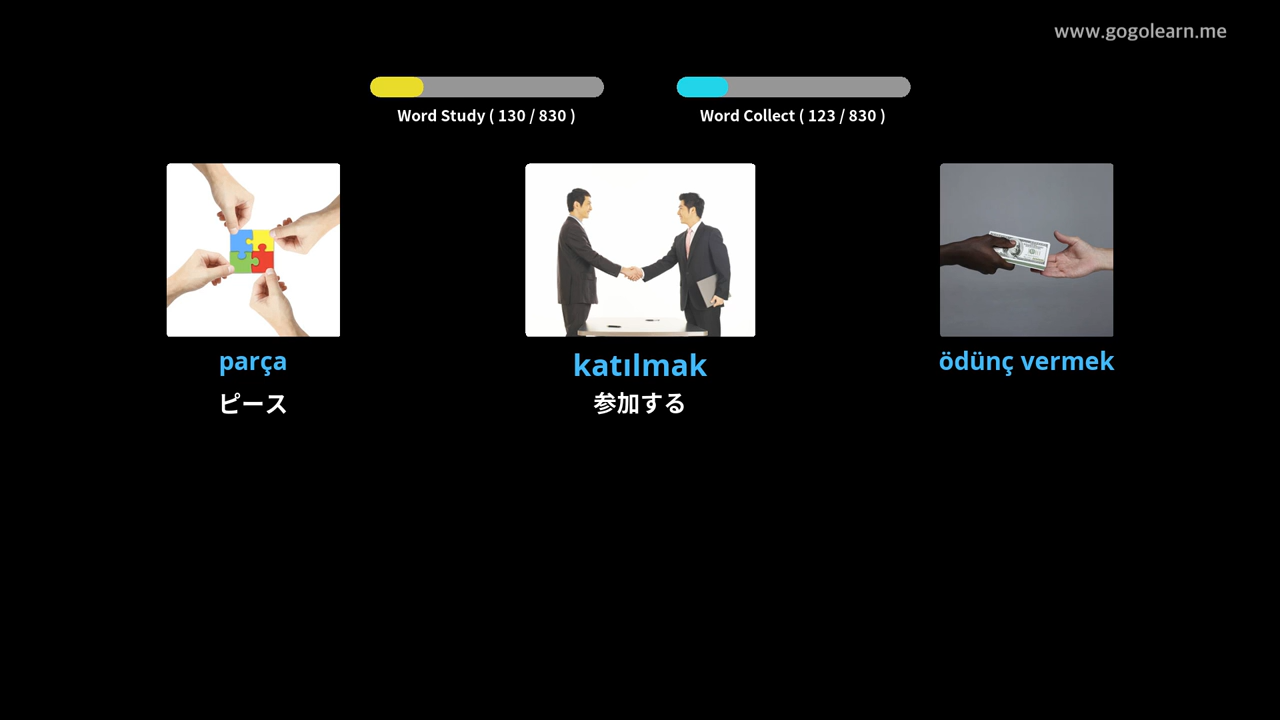 www.gogolearn.me
Word Study ( 130 / 830 )
Word Collect ( 123 / 830 )
parça
katılmak
ödünç vermek
ピース
参加する